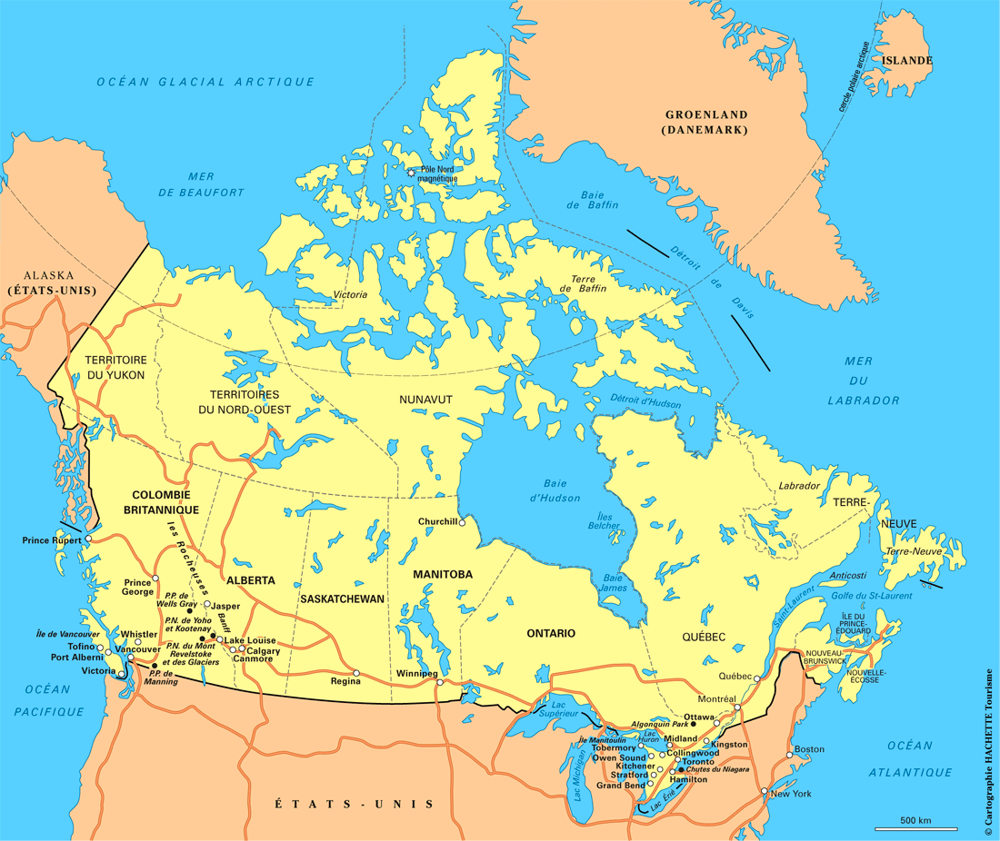 OCÉAN GLACIAL ARCTIQUE
cercle polaire arctique
ISLANDE
GROENLAND
(DANEMARK)
Pôle Nord
magnétique
MER
DE BEAUFORT
Baie
de Baffin
Détroit de Davis
ALASKA
(ÉTATS-UNIS)
Victoria
Terre
de Baffin
TERRITOIRE
DU YUKON
TERRITOIRES
DU NORD-OUEST
NUNAVUT
Détroit d'Hudson
MER
DU
LABRADOR
COLOMBIE
BRITANNIQUE
Baie
d'Hudson
Labrador
TERRE-
NEUVE
Terre-Neuve
Churchill
Îles
Belcher
Prince Rupert
les Rocheuses
Prince
George
ALBERTA
SASKATCHEWAN
MANITOBA
Baie
James
Anticosti
Golfe du St-Laurent
Saint-Laurent
P.P. de
Wells Gray
Jasper
Banff
P.N. de Yoho
et Kootenay
ONTARIO
QUÉBEC
ÎLE DU
PRINCE-
ÉDOUARD
Île de Vancouver
Whistler
Tofino
Vancouver
Port Alberni
Victoria
P.N. du Mont
Revelstoke
et des Glaciers
Lake Loüise
Calgary
Canmore
P.P. de
Manning
Regina
Winnipeg
NOUVEAU-
BRUNSWICK
NOUVELLE-
ÉCOSSE
Québec
Montréal
OCÉAN
PACIFIQUE
Lac
Supérieur
Algonquin Park
Ottawa
Île Manitoulin
Lac
Huron
Midland
Kingston
Tobermory
Collingwood
Owen Sound
Toronto
Kitchener
Chutes du Niagara
Stratford
Hamilton
Grand Bend
Lac Michigan
Lac Érié
Boston
New York
OCÉAN
ATLANTIQUE
ÉTATS-UNIS
500 km
© Cartographie HACHETTE Tourisme